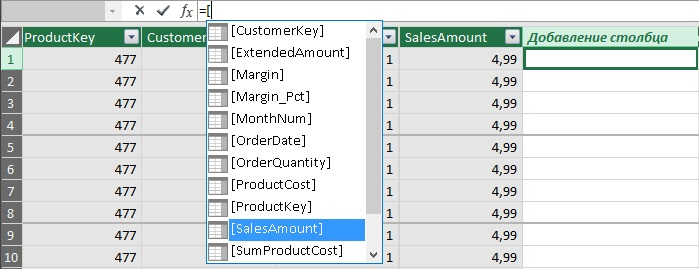 fx =[
ProductKey Customer SalesAmount Добавление столбца
[CustomerKey]
[ExtendedAmount]
[Margin]
[Margin_Pct]
[MonthNum]
[OrderDate]
[OrderQuantity]
[ProductCost]
[ProductKey]
[SalesAmount]
[SumProductCost]
1 477 1 4,99
2 477 1 4,99
3 477 1 4,99
4 477 1 4,99
5 477 1 4,99
6 477 1 4,99
7 477 1 4,99
8 477 1 4,99
9 477 1 4,99
10 477 1 4,99